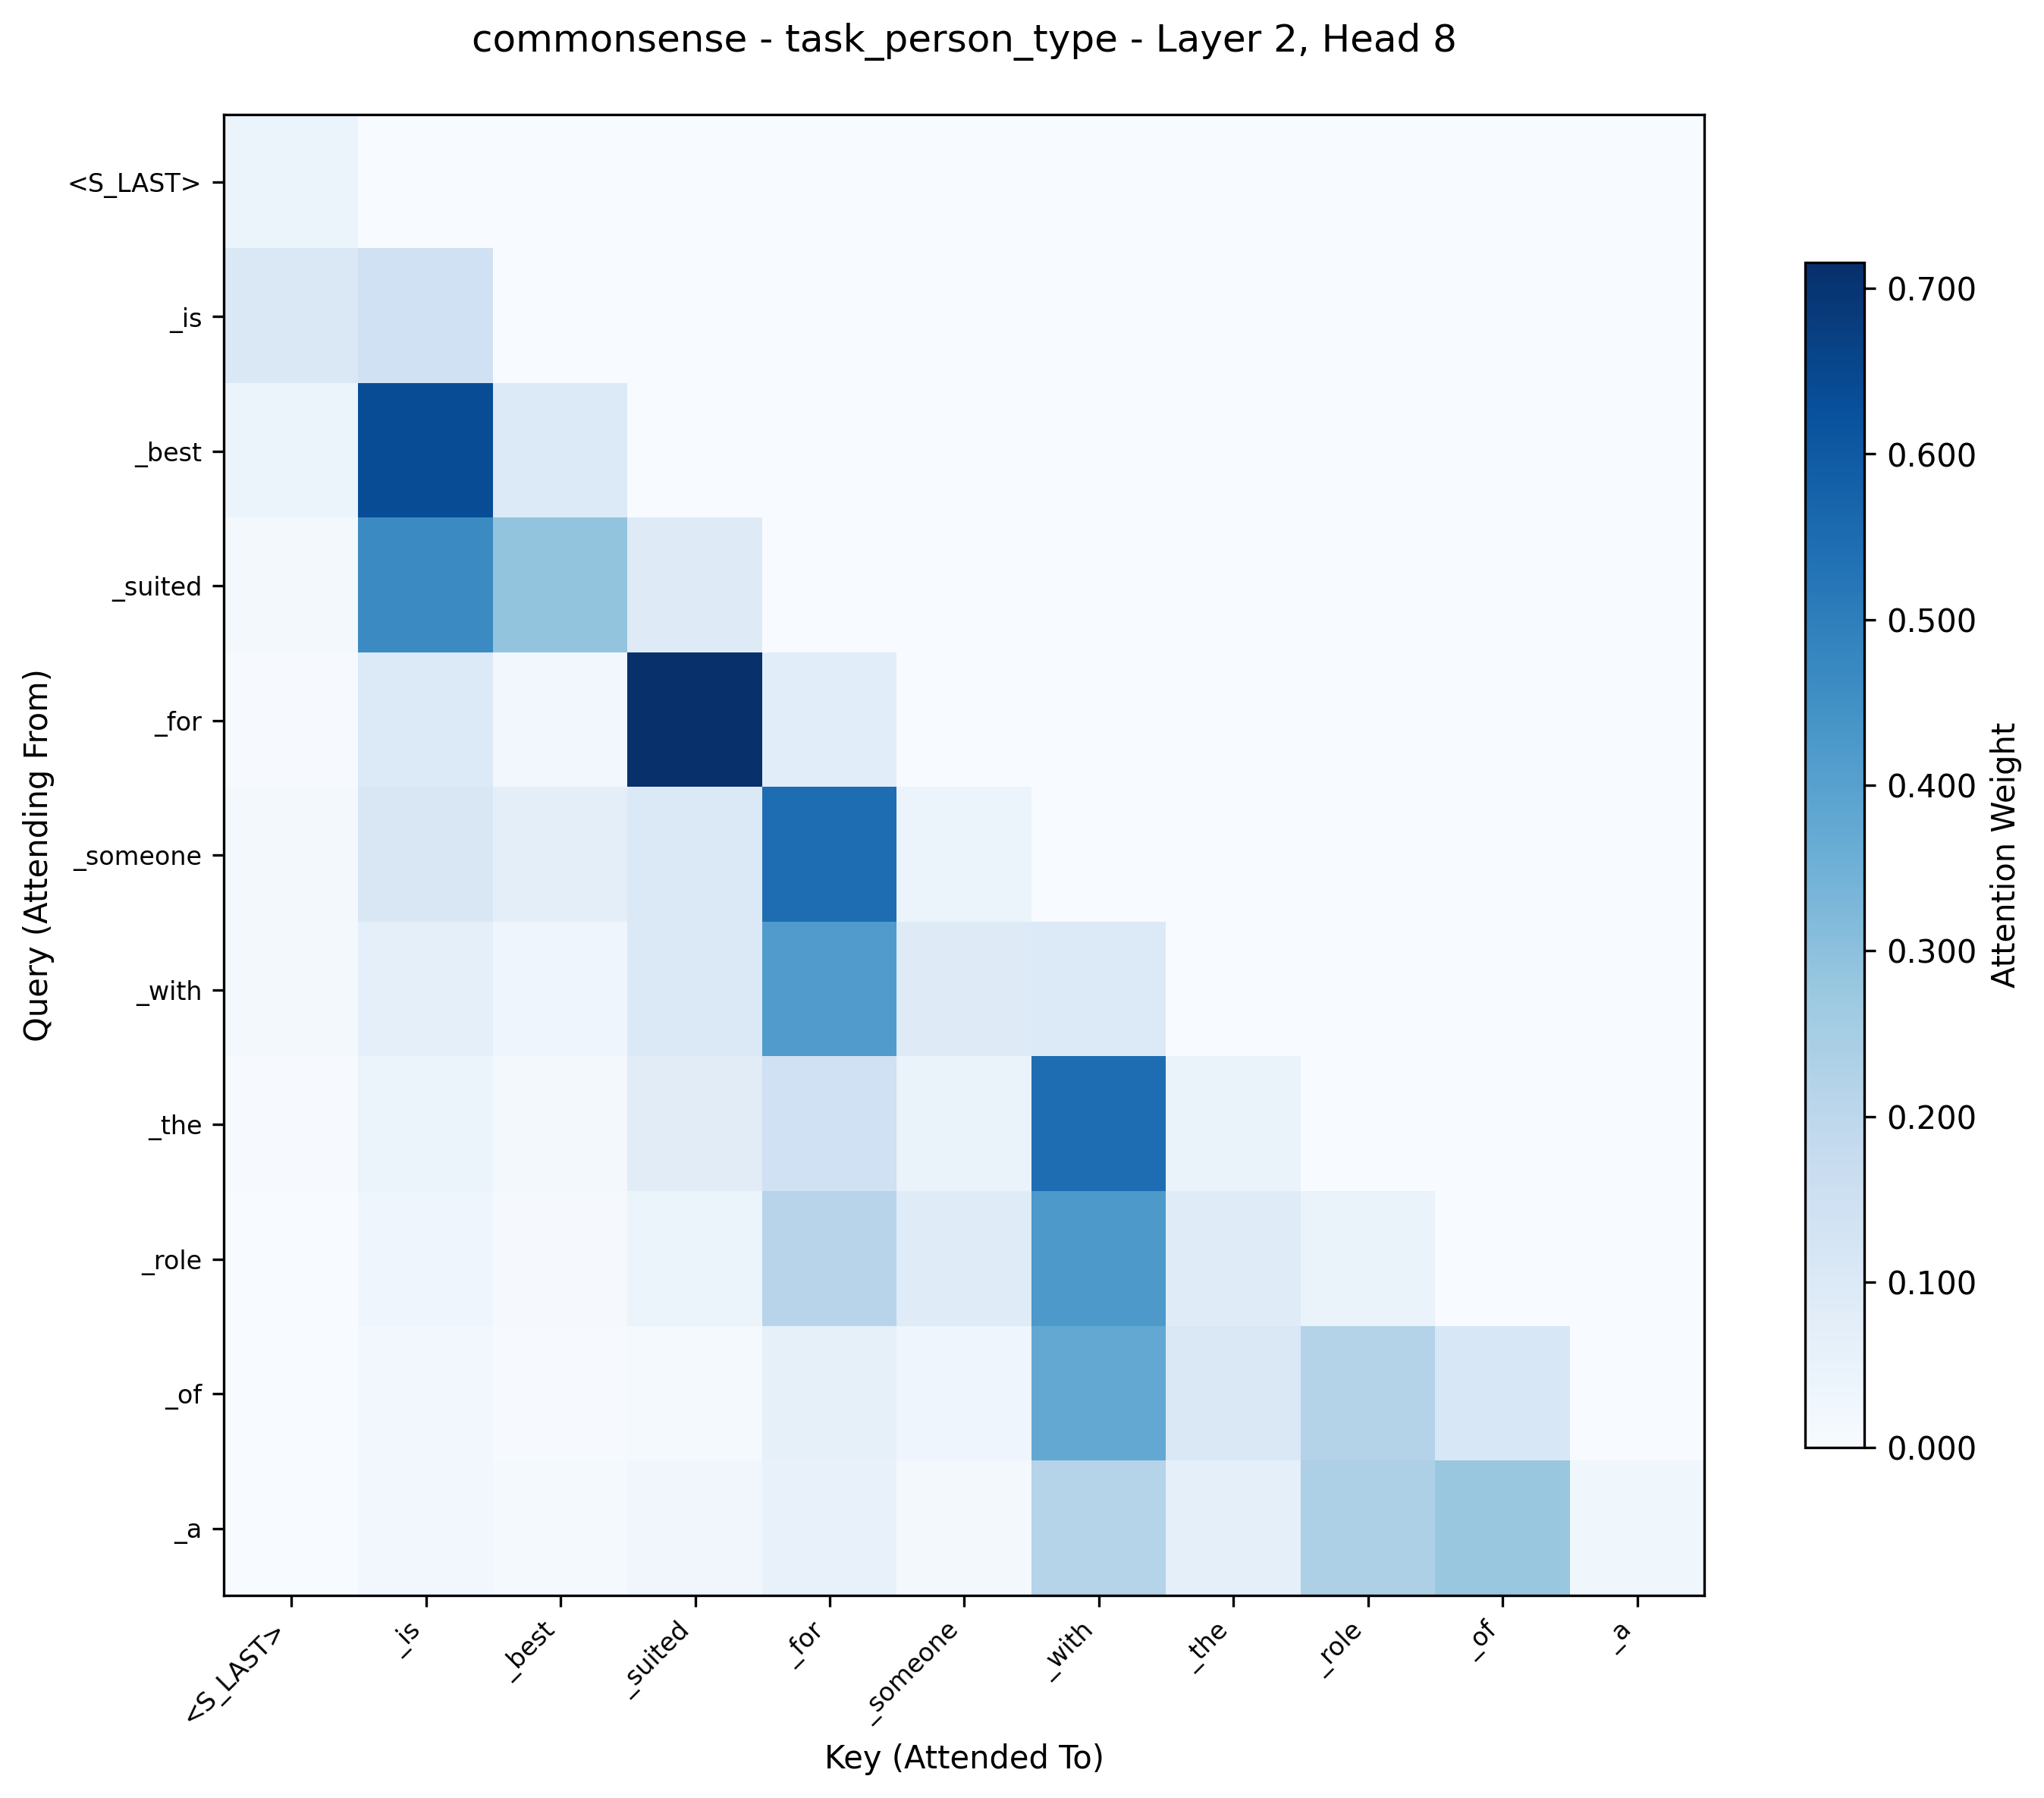 commonsense - task_person_type - Layer 2, Head 8
Query (Attending From)
<S_LAST>
_is
_best
_suited
_for
_someone
_with
_the
_role
_of
_a
<S_LAST>
_is
_best
_suited
_for
_someone
_with
_the
_role
_of
_a
Key (Attended To)
0.700
0.600
0.500
0.400
0.300
0.200
0.100
0.000
Attention Weight